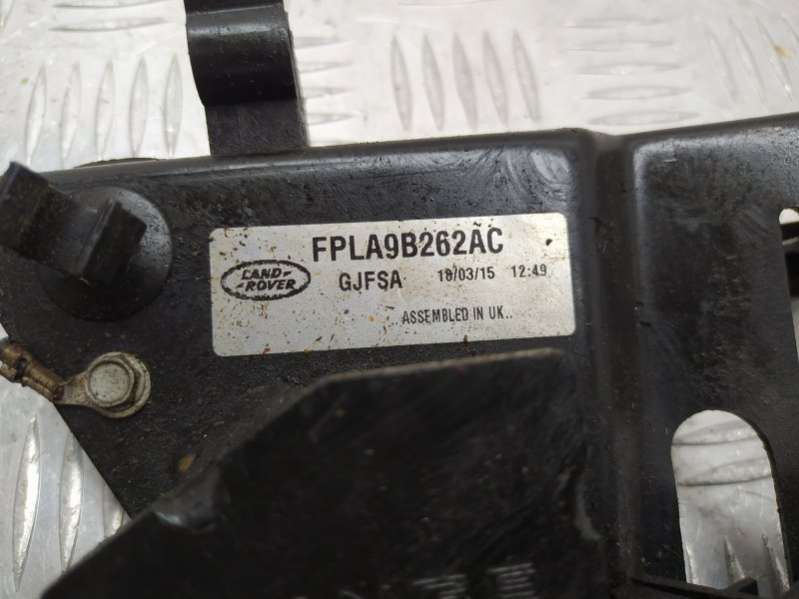 FPLA9B262AC
LAND-
-ROVER
GJFSA 18/03/15 12:49
..ASSEMBLED IN UK..